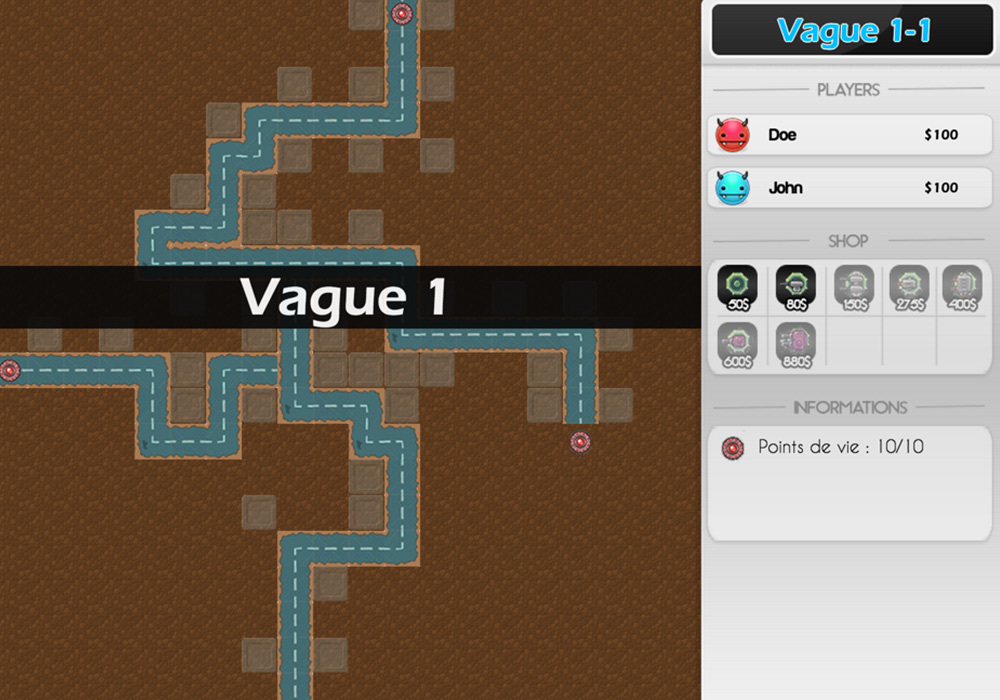 Vague 1-1
PLAYERS
Doe $100
John $100
SHOP
50$ 80$ 150$ 275$ 400$
600$ 880$
INFORMATIONS
Points de vie : 10/10
Vague 1